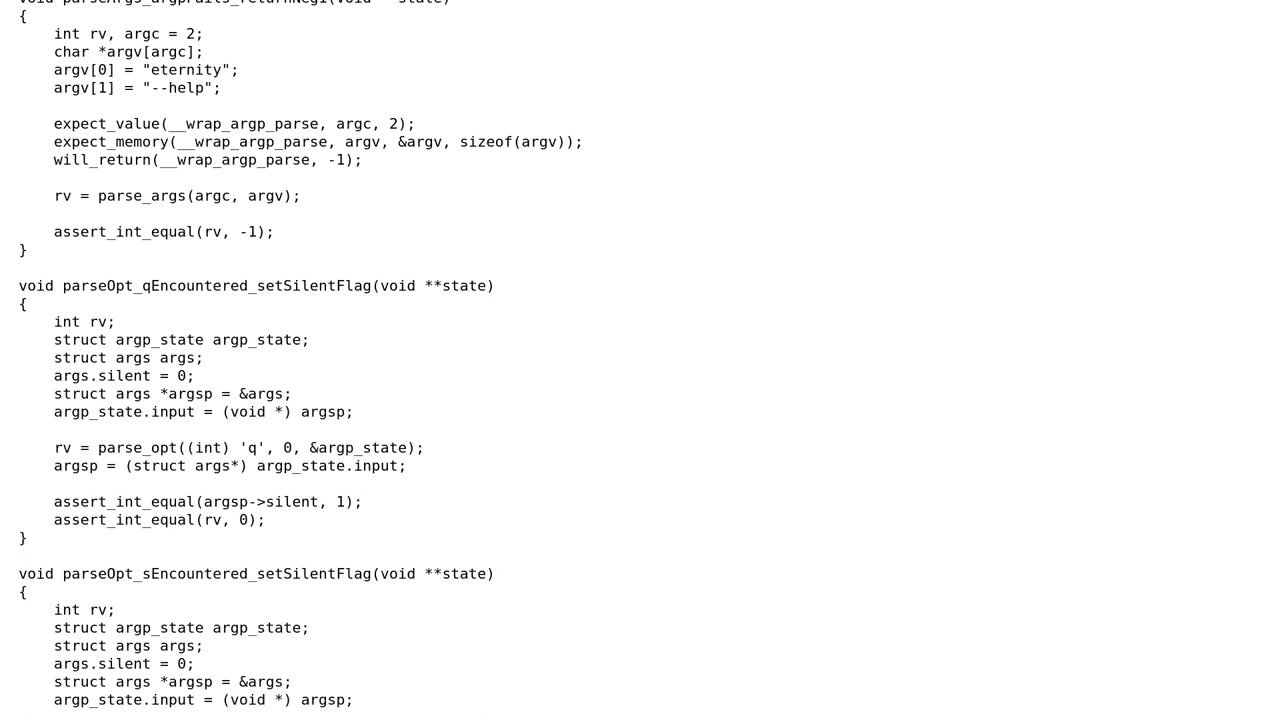 void parseArgs_argpFails_returnNeg1(void **state)
{
    int rv, argc = 2;
    char *argv[argc];
    argv[0] = "eternity";
    argv[1] = "--help";

    expect_value(__wrap_argp_parse, argc, 2);
    expect_memory(__wrap_argp_parse, argv, &argv, sizeof(argv));
    will_return(__wrap_argp_parse, -1);

    rv = parse_args(argc, argv);

    assert_int_equal(rv, -1);
}

void parseOpt_qEncountered_setSilentFlag(void **state)
{
    int rv;
    struct argp_state argp_state;
    struct args args;
    args.silent = 0;
    struct args *argsp = &args;
    argp_state.input = (void *) argsp;

    rv = parse_opt((int) 'q', 0, &argp_state);
    argsp = (struct args*) argp_state.input;

    assert_int_equal(argsp->silent, 1);
    assert_int_equal(rv, 0);
}

void parseOpt_sEncountered_setSilentFlag(void **state)
{
    int rv;
    struct argp_state argp_state;
    struct args args;
    args.silent = 0;
    struct args *argsp = &args;
    argp_state.input = (void *) argsp;